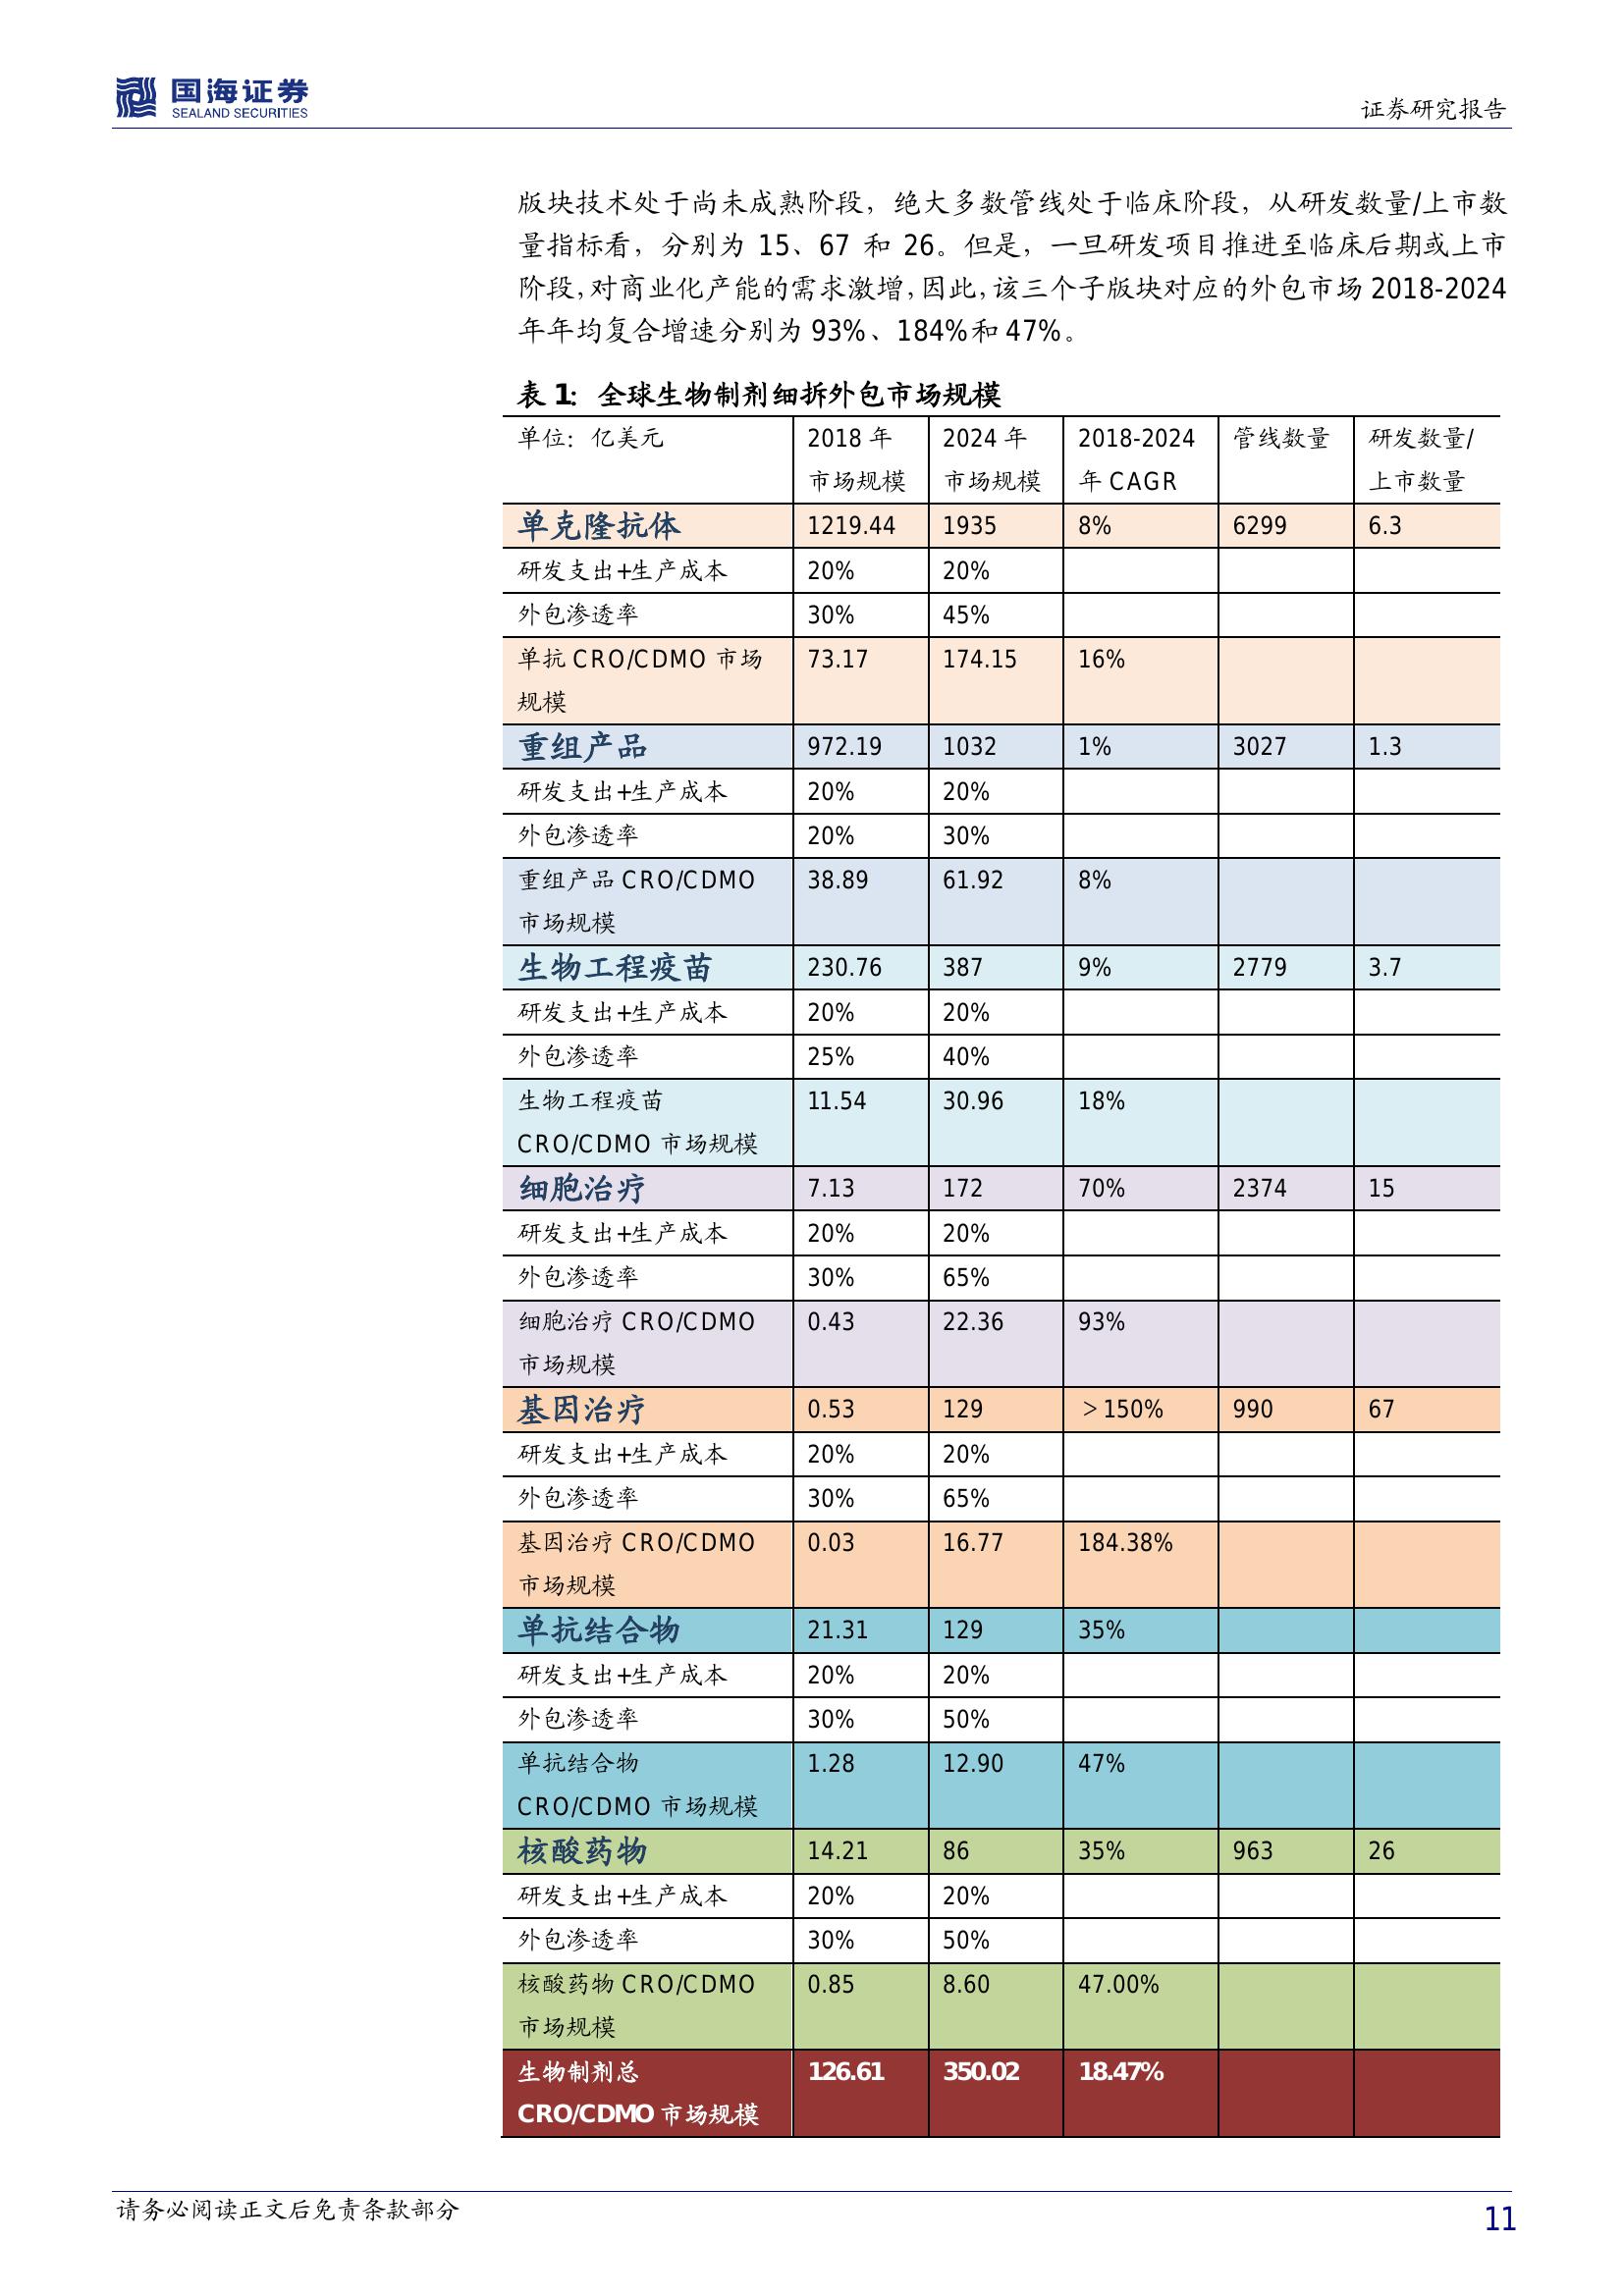 国海证券
SEALAND SECURITIES
证券研究报告
版块技术处于尚未成熟阶段，绝大多数管线处于临床阶段，从研发数量/上市数
量指标看，分别为 15、67 和 26。但是，一旦研发项目推进至临床后期或上市
阶段，对商业化产能的需求激增，因此，该三个子版块对应的外包市场 2018-2024
年年均复合增速分别为 93%、184%和 47%。
表 1：全球生物制剂细拆外包市场规模
单位：亿美元 2018 年 2024 年 2018-2024 管线数量 研发数量/
市场规模 市场规模 年 CAGR 上市数量
单克隆抗体 1219.44 1935 8% 6299 6.3
研发支出+生产成本 20% 20%
外包渗透率 30% 45%
单抗 CRO/CDMO 市场 73.17 174.15 16%
规模
重组产品 972.19 1032 1% 3027 1.3
研发支出+生产成本 20% 20%
外包渗透率 20% 30%
重组产品 CRO/CDMO 38.89 61.92 8%
市场规模
生物工程疫苗 230.76 387 9% 2779 3.7
研发支出+生产成本 20% 20%
外包渗透率 25% 40%
生物工程疫苗 11.54 30.96 18%
CRO/CDMO 市场规模
细胞治疗 7.13 172 70% 2374 15
研发支出+生产成本 20% 20%
外包渗透率 30% 65%
细胞治疗 CRO/CDMO 0.43 22.36 93%
市场规模
基因治疗 0.53 129 ＞150% 990 67
研发支出+生产成本 20% 20%
外包渗透率 30% 65%
基因治疗 CRO/CDMO 0.03 16.77 184.38%
市场规模
单抗结合物 21.31 129 35%
研发支出+生产成本 20% 20%
外包渗透率 30% 50%
单抗结合物 1.28 12.90 47%
CRO/CDMO 市场规模
核酸药物 14.21 86 35% 963 26
研发支出+生产成本 20% 20%
外包渗透率 30% 50%
核酸药物 CRO/CDMO 0.85 8.60 47.00%
市场规模
生物制剂总 126.61 350.02 18.47%
CRO/CDMO 市场规模
请务必阅读正文后免责条款部分
11